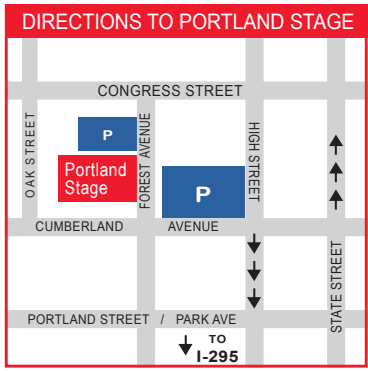 DIRECTIONS TO PORTLAND STAGE
CONGRESS STREET
OAK STREET
P
FOREST AVENUE
HIGH STREET
Portland
Stage
P
CUMBERLAND AVENUE
STATE STREET
PORTLAND STREET / PARK AVE
TO
I-295